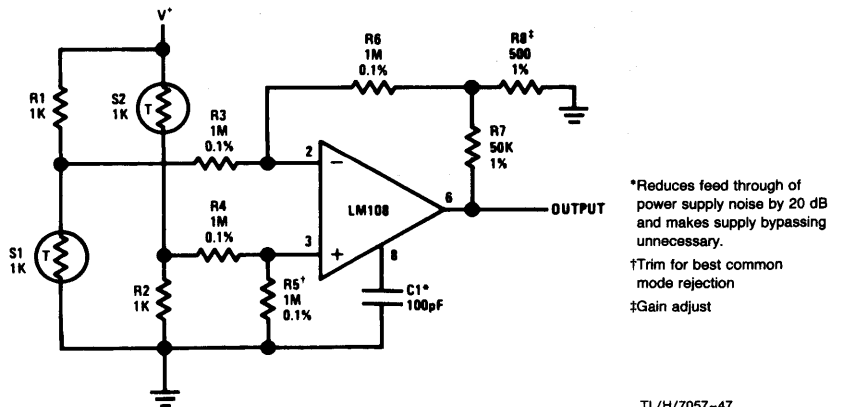 V+
R1
1K
S2
1K
T
R3
1M
0.1%
R6
1M
0.1%
R8‡
500
1%
R7
50K
1%
2
−
LM108
6
OUTPUT
S1
1K
T
R4
1M
0.1%
3
+
8
R2
1K
R5†
1M
0.1%
C1*
100pF
*Reduces feed through of
power supply noise by 20 dB
and makes supply bypassing
unnecessary.
†Trim for best common
mode rejection
‡Gain adjust
TL/H/7057–47